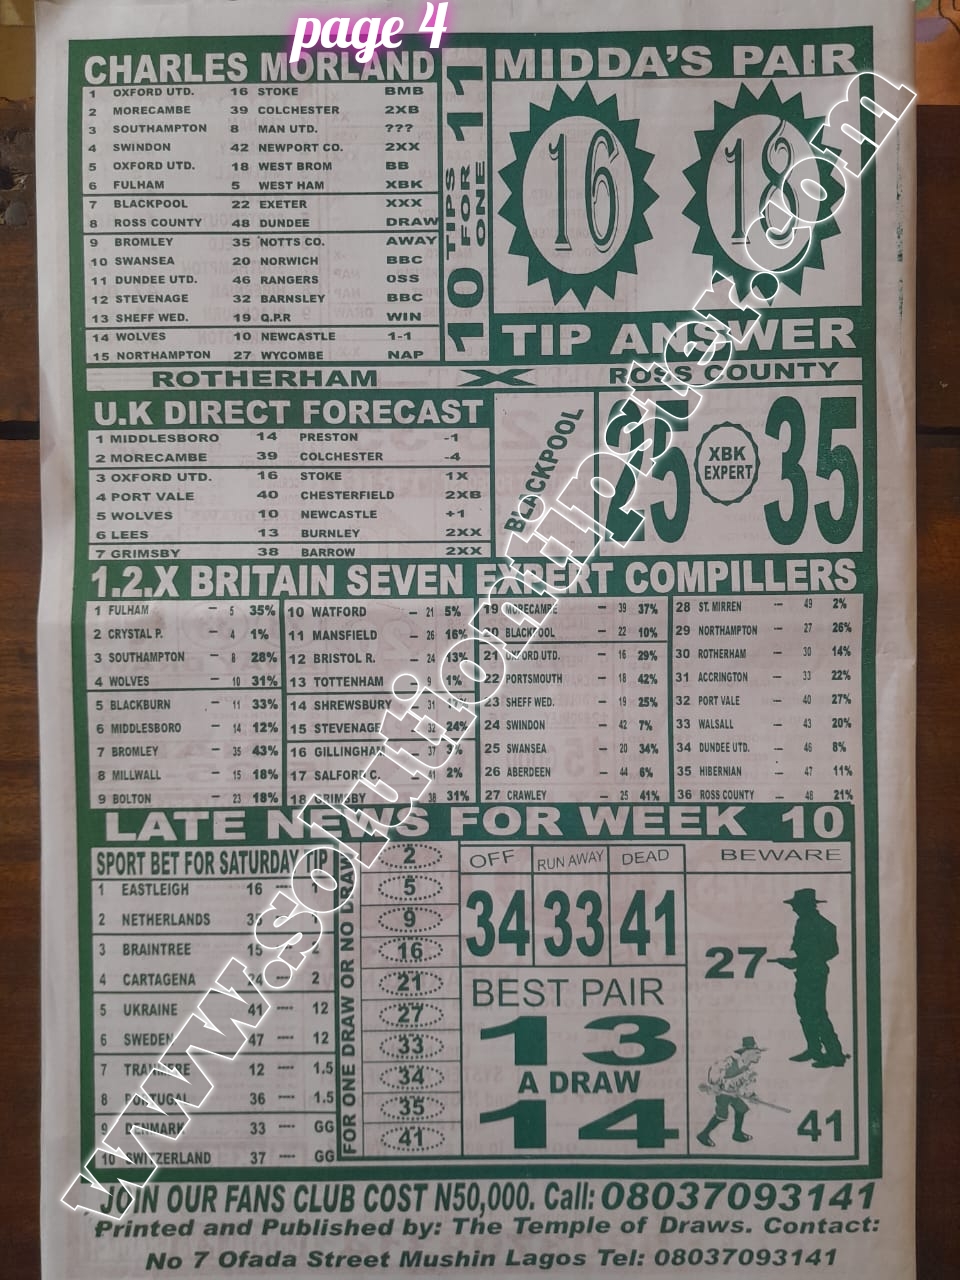 page 4
CHARLES MORLAND
1 OXFORD UTD. 16 STOKE BMB
2 MORECAMBE 39 COLCHESTER 2XB
3 SOUTHAMPTON 8 MAN UTD. ???
4 SWINDON 42 NEWPORT CO. 2XX
5 OXFORD UTD. 18 WEST BROM BB
6 FULHAM 5 WEST HAM XBK
7 BLACKPOOL 22 EXETER XXX
8 ROSS COUNTY 48 DUNDEE DRAW
9 BROMLEY 35 NOTTS CO. AWAY
10 SWANSEA 20 NORWICH BBC
11 DUNDEE UTD. 46 RANGERS OSS
12 STEVENAGE 32 BARNSLEY BBC
13 SHEFF WED. 19 Q.P.R WIN
14 WOLVES 10 NEWCASTLE 1-1
15 NORTHAMPTON 27 WYCOMBE NAP
10 TIPS FOR ONE 11
MIDDA'S PAIR
16 18
TIP ANSWER
ROTHERHAM X ROSS COUNTY
U.K DIRECT FORECAST
1 MIDDLESBORO 14 PRESTON -1
2 MORECAMBE 39 COLCHESTER -4
3 OXFORD UTD. 16 STOKE 1X
4 PORT VALE 40 CHESTERFIELD 2XB
5 WOLVES 10 NEWCASTLE +1
6 LEES 13 BURNLEY 2XX
7 GRIMSBY 38 BARROW 2XX
BLACKPOOL
25 XBK EXPERT 35
1.2.X BRITAIN SEVEN EXPERT COMPILLERS
1 FULHAM – 5 35%
2 CRYSTAL P. – 4 1%
3 SOUTHAMPTON – 8 28%
4 WOLVES – 10 31%
5 BLACKBURN – 11 33%
6 MIDDLESBORO – 14 12%
7 BROMLEY – 35 43%
8 MILLWALL – 15 18%
9 BOLTON – 23 18%
10 WATFORD – 21 5%
11 MANSFIELD – 26 16%
12 BRISTOL R. – 24 13%
13 TOTTENHAM – 9 1%
14 SHREWSBURY – 31
15 STEVENAGE 32 24%
16 GILLINGHAM – 37 3%
17 SALFORD C. – 41 2%
18 GRIMSBY 38 31%
19 MORECAMBE – 39 37%
20 BLACKPOOL – 22 10%
21 OXFORD UTD. – 16 29%
22 PORTSMOUTH – 18 42%
23 SHEFF WED. – 19 25%
24 SWINDON – 42 7%
25 SWANSEA – 20 34%
26 ABERDEEN – 44 6%
27 CRAWLEY – 25 41%
28 ST. MIRREN – 49 2%
29 NORTHAMPTON – 27 26%
30 ROTHERHAM – 30 14%
31 ACCRINGTON – 33 22%
32 PORT VALE – 40 27%
33 WALSALL – 43 20%
34 DUNDEE UTD. – 46 8%
35 HIBERNIAN – 47 11%
36 ROSS COUNTY – 48 21%
LATE NEWS FOR WEEK 10
SPORT BET FOR SATURDAY TIP
1 EASTLEIGH 16 ---- 1
2 NETHERLANDS ---- 1
3 BRAINTREE 15 ---- 2
4 CARTAGENA 24 ---- 2
5 UKRAINE 41 ---- 12
6 SWEDEN 47 ---- 12
7 TRANMERE 12 ---- 1.5
8 PORTUGAL 36 ---- 1.5
9 DENMARK 33 ---- GG
10 SWITZERLAND 37 ---- GG
FOR ONE DRAW OR NO DRAW
2
5
9
16
21
27
33
34
35
41
OFF RUN AWAY DEAD
34 33 41
BEST PAIR
13
A DRAW
14
BEWARE
27
41
JOIN OUR FANS CLUB COST N50,000. Call: 08037093141
Printed and Published by: The Temple of Draws. Contact:
No 7 Ofada Street Mushin Lagos Tel: 08037093141
www.solutiontipster.com